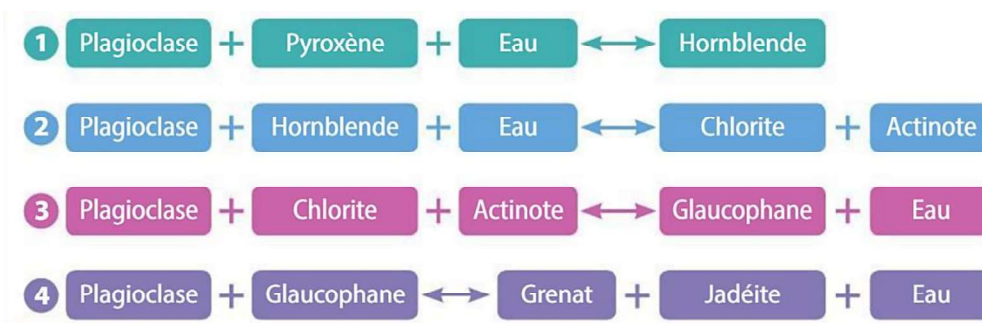 1 Plagioclase + Pyroxène + Eau ↔ Hornblende
2 Plagioclase + Hornblende + Eau ↔ Chlorite + Actinote
3 Plagioclase + Chlorite + Actinote ↔ Glaucophane + Eau
4 Plagioclase + Glaucophane ↔ Grenat + Jadéite + Eau